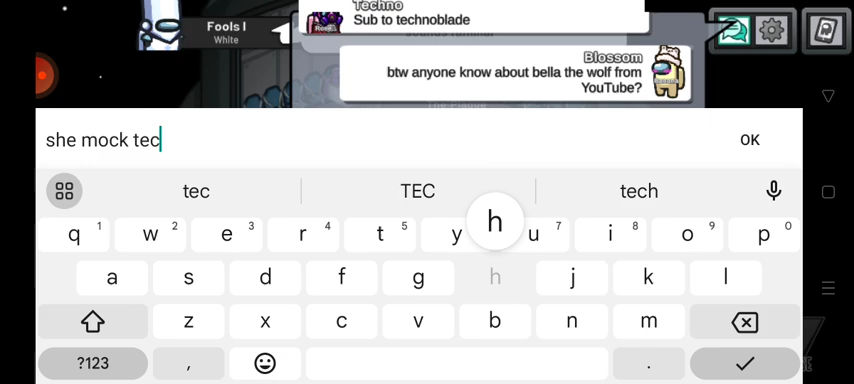 Techno
Sub to technoblade
Fools I
White
Blossom
btw anyone know about bella the wolf from
YouTube?
she mock tec
OK
tec TEC tech
h
q 1 w 2 e 3 r 4 t 5 y u 7 i 8 o 9 p 0
a s d f g h j k l
z x c v b n m
?123 , .